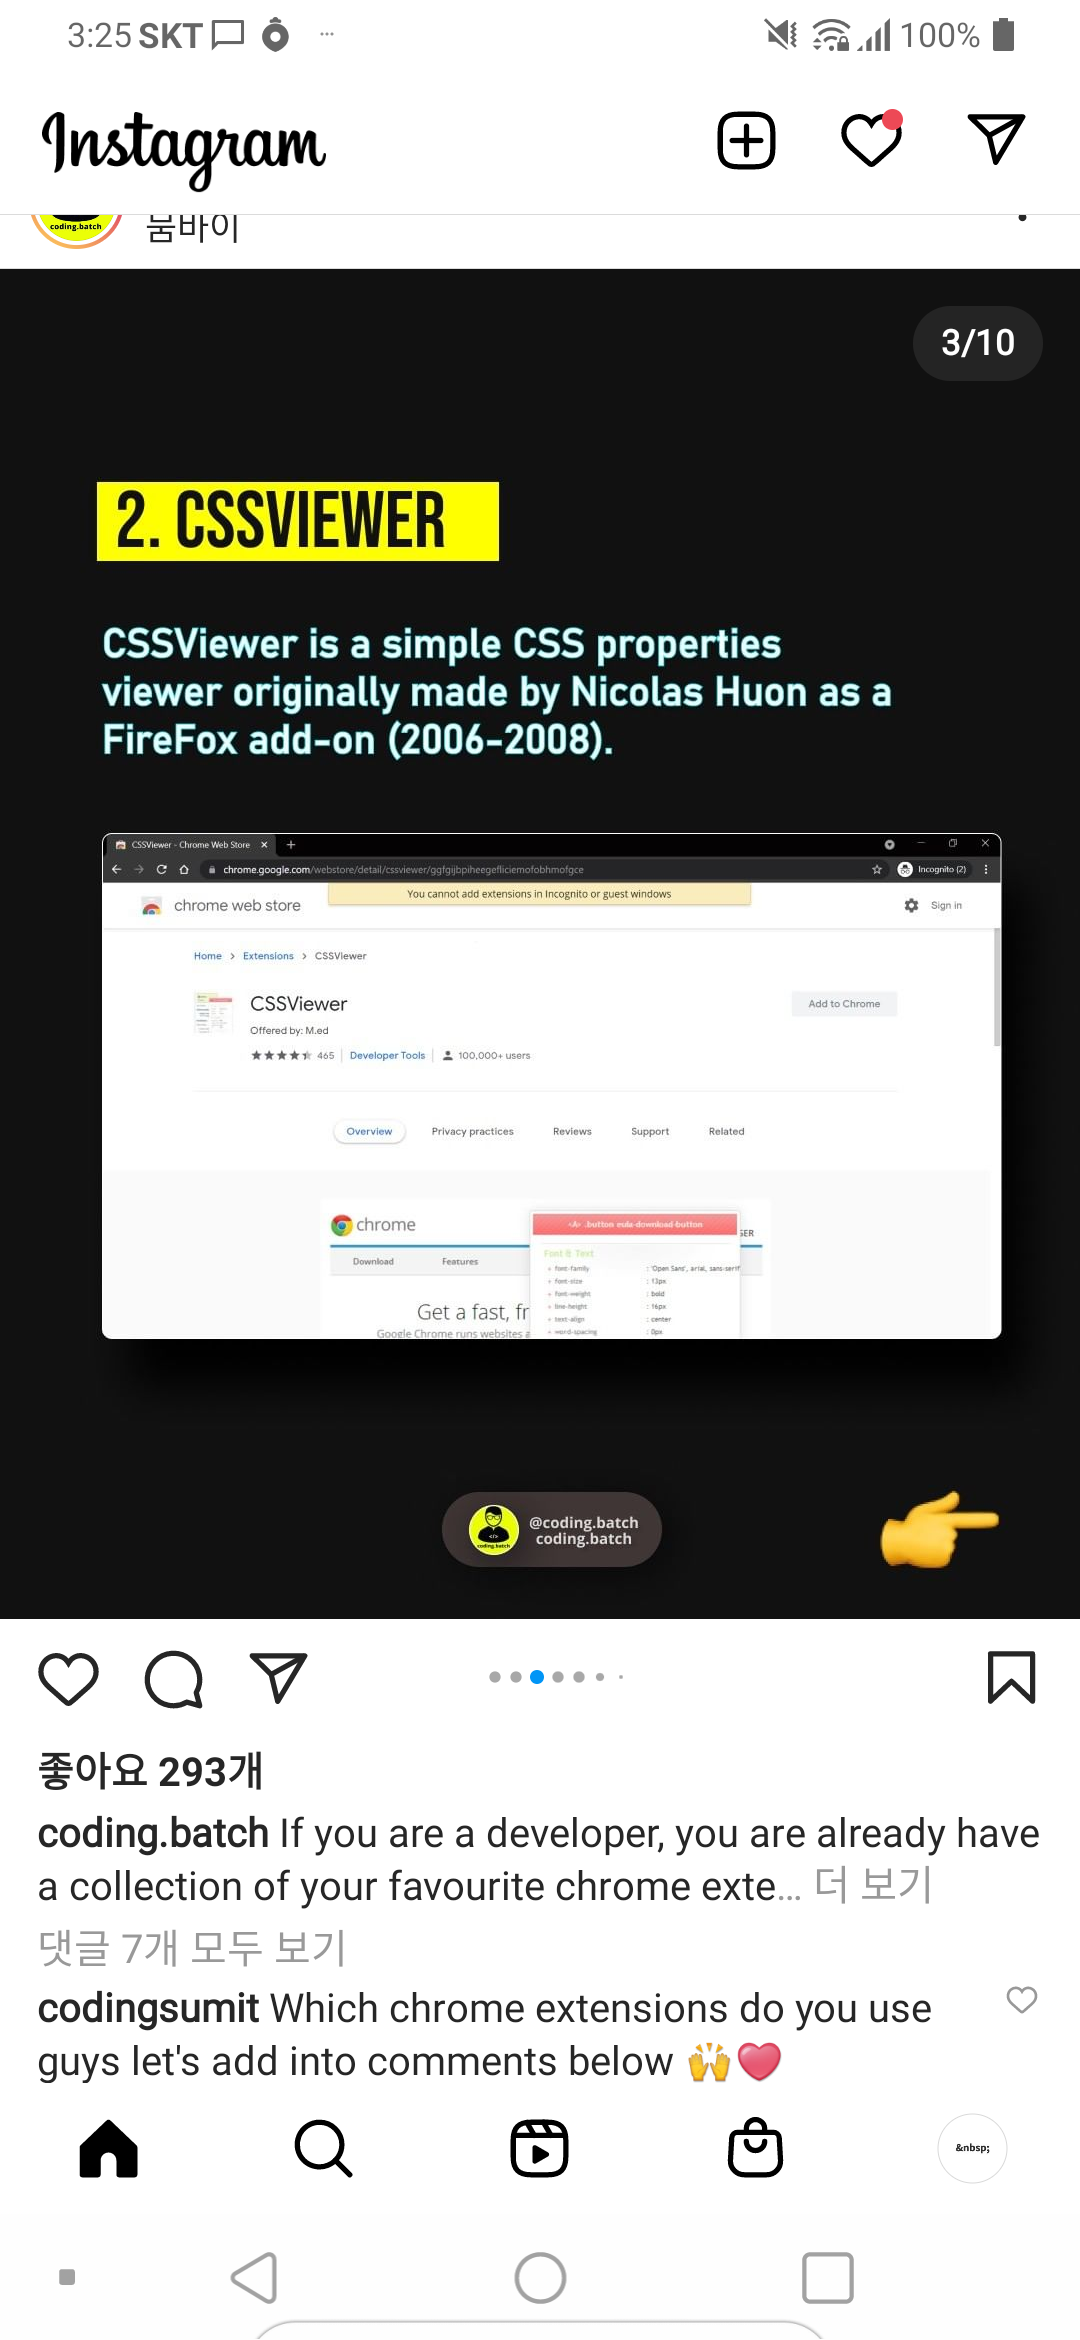 3:25 SKT 100%
Instagram
coding.batch
뭄바이
3/10
2. CSSVIEWER
CSSViewer is a simple CSS properties
viewer originally made by Nicolas Huon as a
FireFox add-on (2006-2008).
CSSViewer - Chrome Web Store
chrome.google.com/webstore/detail/cssviewer/ggfgijbpiheegefliciemofobhmofgce
Incognito (2)
You cannot add extensions in Incognito or guest windows
chrome web store
Sign in
Home > Extensions > CSSViewer
CSSViewer
Add to Chrome
Offered by: M.ed
465 Developer Tools 100,000+ users
Overview Privacy practices Reviews Support Related
chrome
<A> .button eula-download-button
SER
Download Features
Font & Text
font-family : 'Open Sans', arial, sans-serif
font-size : 13px
font-weight : bold
line-height : 16px
text-align : center
word-spacing : 0px
Get a fast, fr
Google Chrome runs websites a
@coding.batch
coding.batch
coding.batch
좋아요 293개
coding.batch If you are a developer, you are already have
a collection of your favourite chrome exte... 더 보기
댓글 7개 모두 보기
codingsumit Which chrome extensions do you use
guys let's add into comments below 🙌❤️
&nbsp;